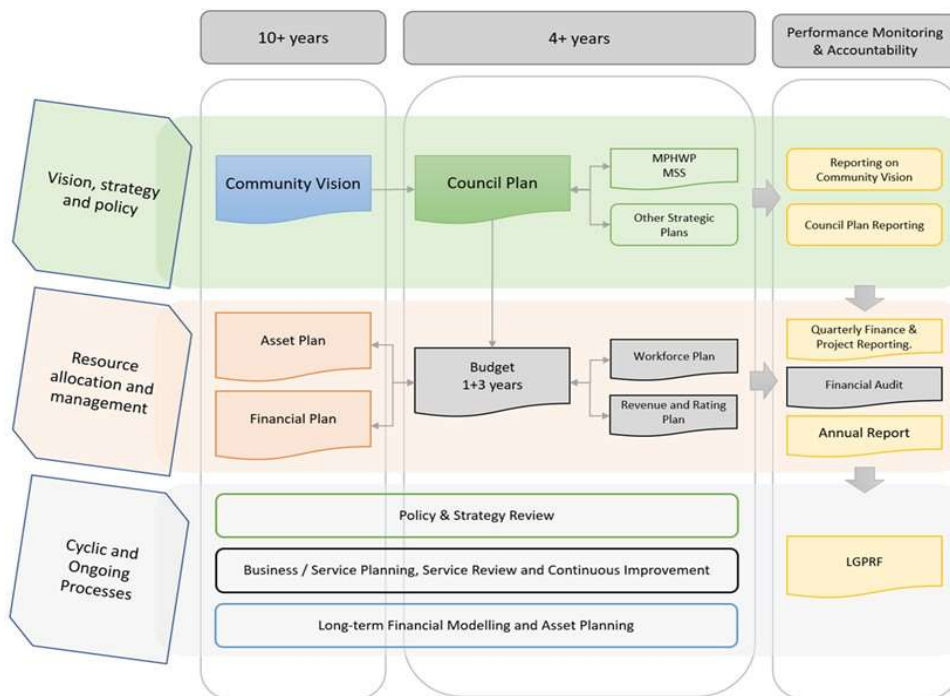 10+ years
4+ years
Performance Monitoring
& Accountability
Vision, strategy
and policy
Community Vision
Council Plan
MPHWP
MSS
Other Strategic
Plans
Reporting on
Community Vision
Council Plan Reporting
Resource
allocation and
management
Asset Plan
Financial Plan
Budget
1+3 years
Workforce Plan
Revenue and Rating
Plan
Quarterly Finance &
Project Reporting.
Financial Audit
Annual Report
Cyclic and
Ongoing
Processes
Policy & Strategy Review
Business / Service Planning, Service Review and Continuous Improvement
Long-term Financial Modelling and Asset Planning
LGPRF